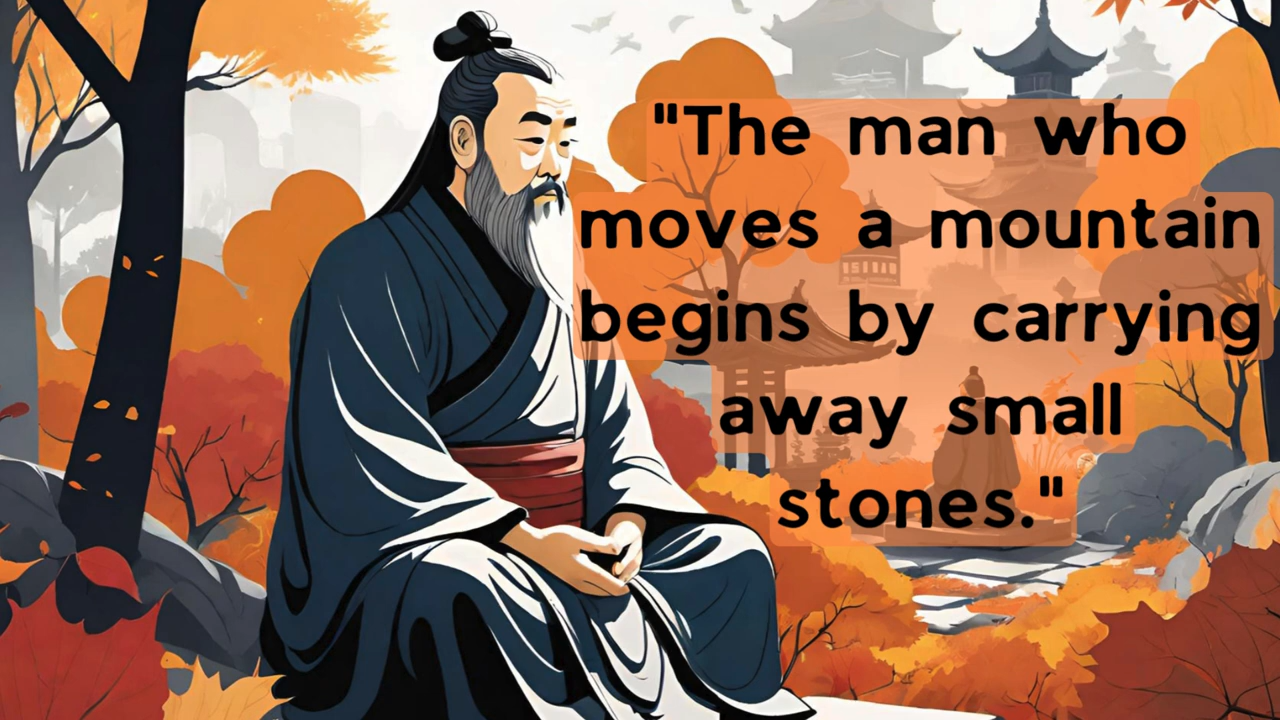 "The man who
moves a mountain
begins by carrying
away small
stones."